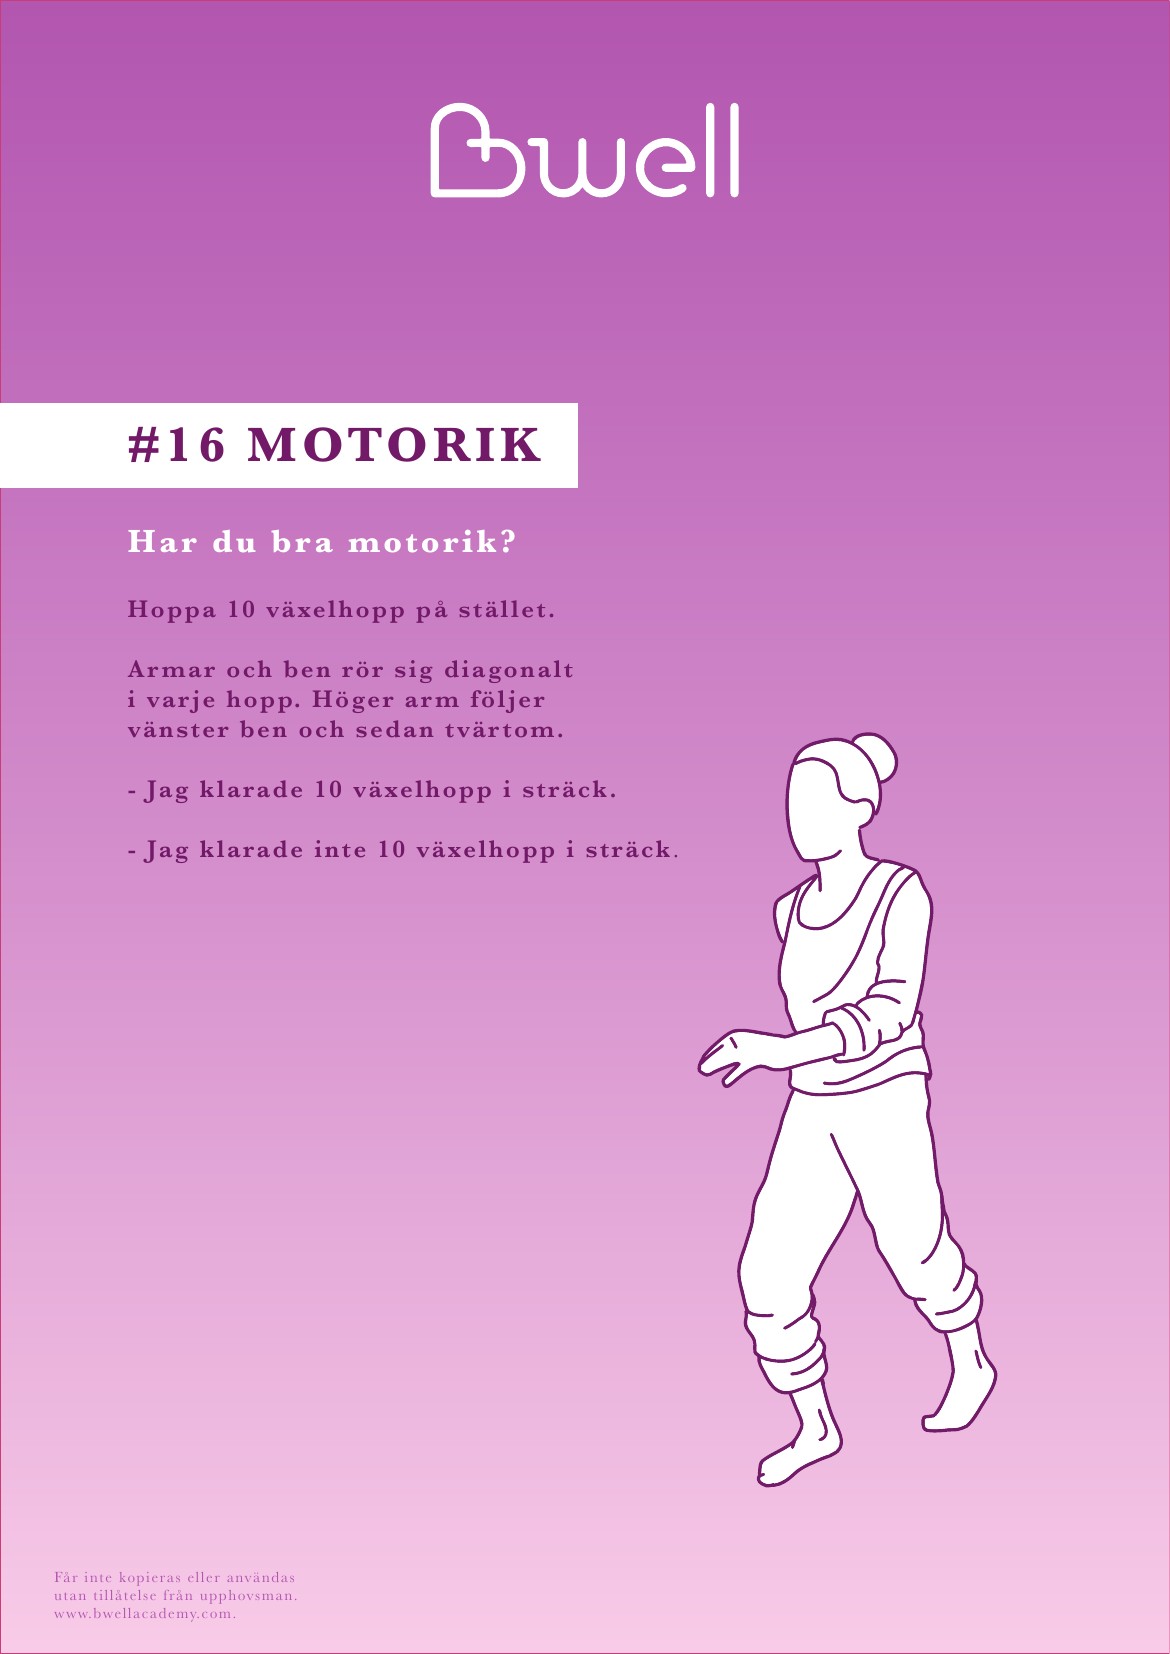 Bwell
#16 MOTORIK
Har du bra motorik?
Hoppa 10 växelhopp på stället.
Armar och ben rör sig diagonalt
i varje hopp. Höger arm följer
vänster ben och sedan tvärtom.
- Jag klarade 10 växelhopp i sträck.
- Jag klarade inte 10 växelhopp i sträck.
Får inte kopieras eller användas
utan tillåtelse från upphovsman.
www.bwellacademy.com.